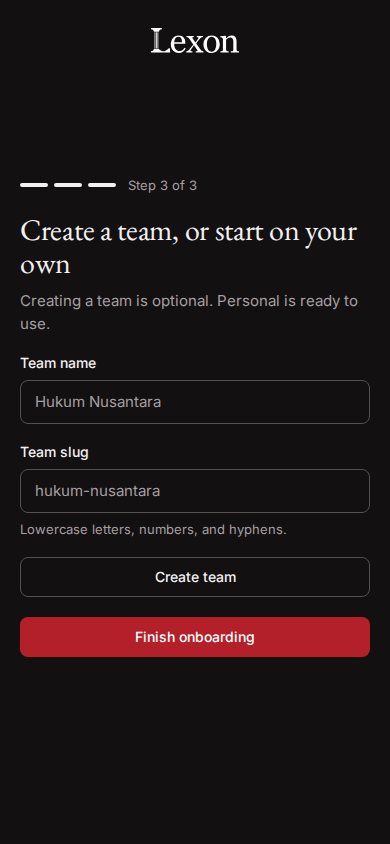 Lexon
Step 3 of 3
Create a team, or start on your
own
Creating a team is optional. Personal is ready to
use.
Team name
Hukum Nusantara
Team slug
hukum-nusantara
Lowercase letters, numbers, and hyphens.
Create team
Finish onboarding